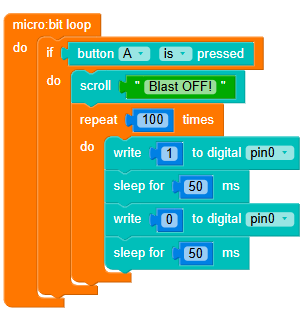 micro:bit loop
do if button A is pressed
do scroll " Blast OFF! "
repeat 100 times
do write 1 to digital pin0
sleep for 50 ms
write 0 to digital pin0
sleep for 50 ms